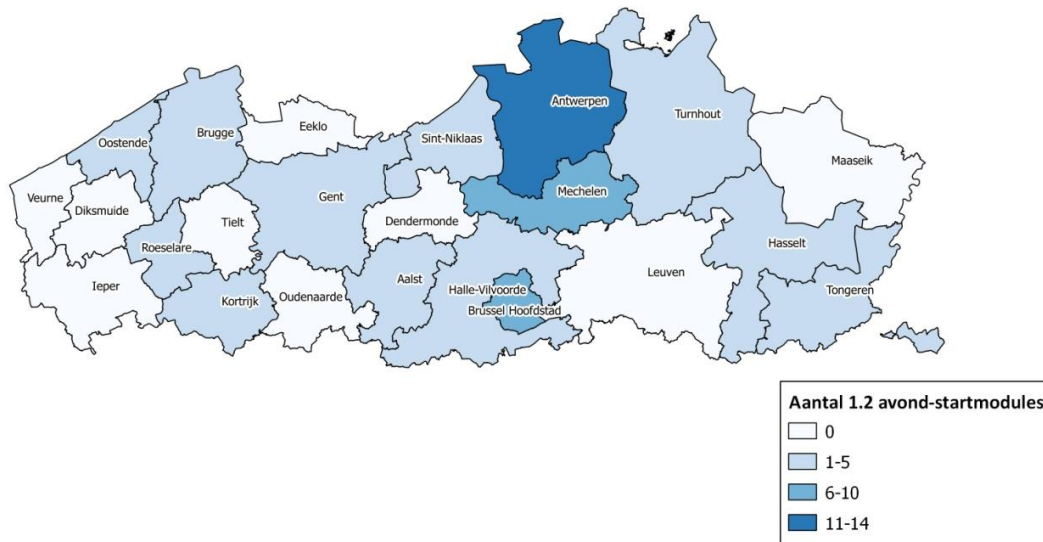 Antwerpen
Turnhout
Eeklo
Brugge
Oostende
Sint-Niklaas
Maaseik
Mechelen
Veurne
Gent
Diksmuide
Tielt
Dendermonde
Roeselare
Hasselt
Leuven
Ieper
Aalst
Halle-Vilvoorde
Tongeren
Kortrijk
Oudenaarde
Brussel Hoofdstad
Aantal 1.2 avond-startmodules
0
1-5
6-10
11-14